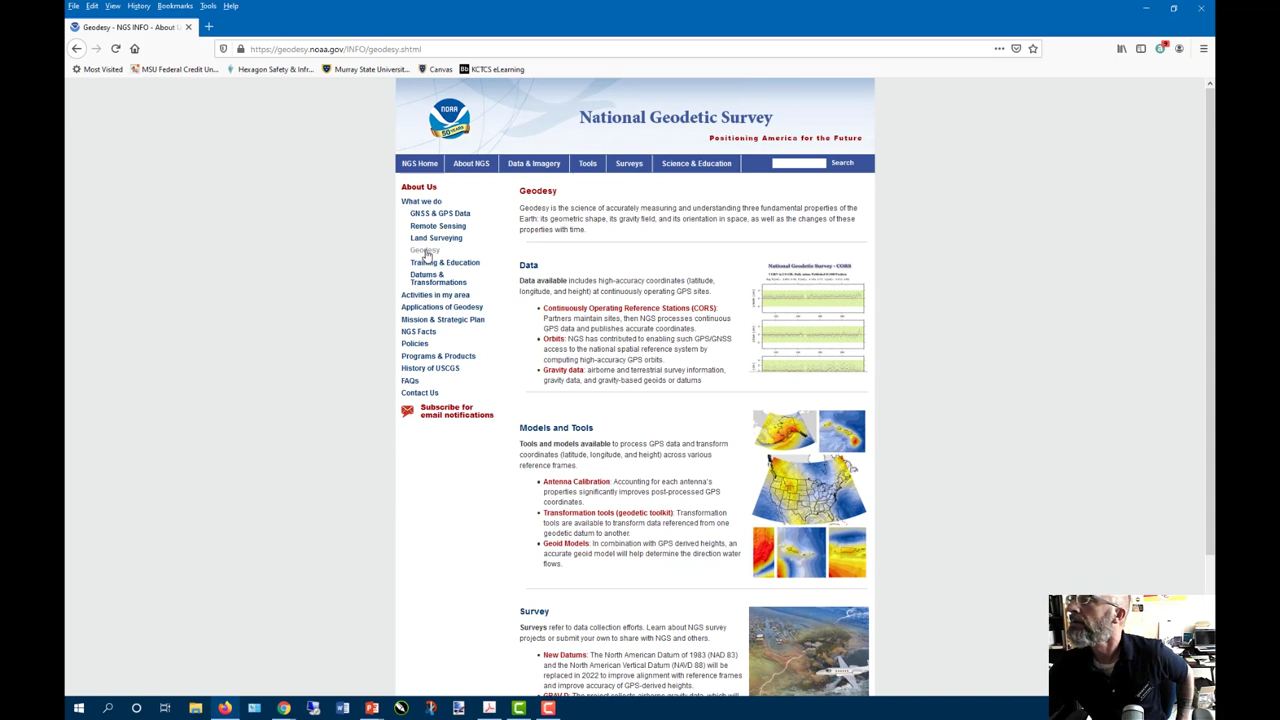 File Edit View History Bookmarks Tools Help
Geodesy - NGS INFO - About U
https://geodesy.noaa.gov/INFO/geodesy.shtml
Most Visited MSU Federal Credit Un... Hexagon Safety & Infr... Murray State Universit... Canvas Bb KCTCS eLearning
NOAA
50 YEARS
National Geodetic Survey
Positioning America for the Future
NGS Home About NGS Data & Imagery Tools Surveys Science & Education Search
About Us
What we do
GNSS & GPS Data
Remote Sensing
Land Surveying
Geodesy
Training & Education
Datums &
Transformations
Activities in my area
Applications of Geodesy
Mission & Strategic Plan
NGS Facts
Policies
Programs & Products
History of USCGS
FAQs
Contact Us
Subscribe for
email notifications
Geodesy
Geodesy is the science of accurately measuring and understanding three fundamental properties of the
Earth: its geometric shape, its gravity field, and its orientation in space, as well as the changes of these
properties with time.
Data
Data available includes high-accuracy coordinates (latitude,
longitude, and height) at continuously operating GPS sites.
• Continuously Operating Reference Stations (CORS):
Partners maintain sites, then NGS processes continuous
GPS data and publishes accurate coordinates.
• Orbits: NGS has contributed to enabling such GPS/GNSS
access to the national spatial reference system by
computing high-accuracy GPS orbits.
• Gravity data: airborne and terrestrial survey information,
gravity data, and gravity-based geoids or datums
National Geodetic Survey - CORS
Models and Tools
Tools and models available to process GPS data and transform
coordinates (latitude, longitude, and height) across various
reference frames.
• Antenna Calibration: Accounting for each antenna's
properties significantly improves post-processed GPS
coordinates.
• Transformation tools (geodetic toolkit): Transformation
tools are available to transform data referenced from one
geodetic datum to another.
• Geoid Models: In combination with GPS derived heights, an
accurate geoid model will help determine the direction water
flows.
Survey
Surveys refer to data collection efforts. Learn about NGS survey
projects or submit your own to share with NGS and others.
• New Datums: The North American Datum of 1983 (NAD 83)
and the North American Vertical Datum (NAVD 88) will be
replaced in 2022 to improve alignment with reference frames
and improve accuracy of GPS-derived heights.
• GRAV-D: The project collects airborne gravity data, which will